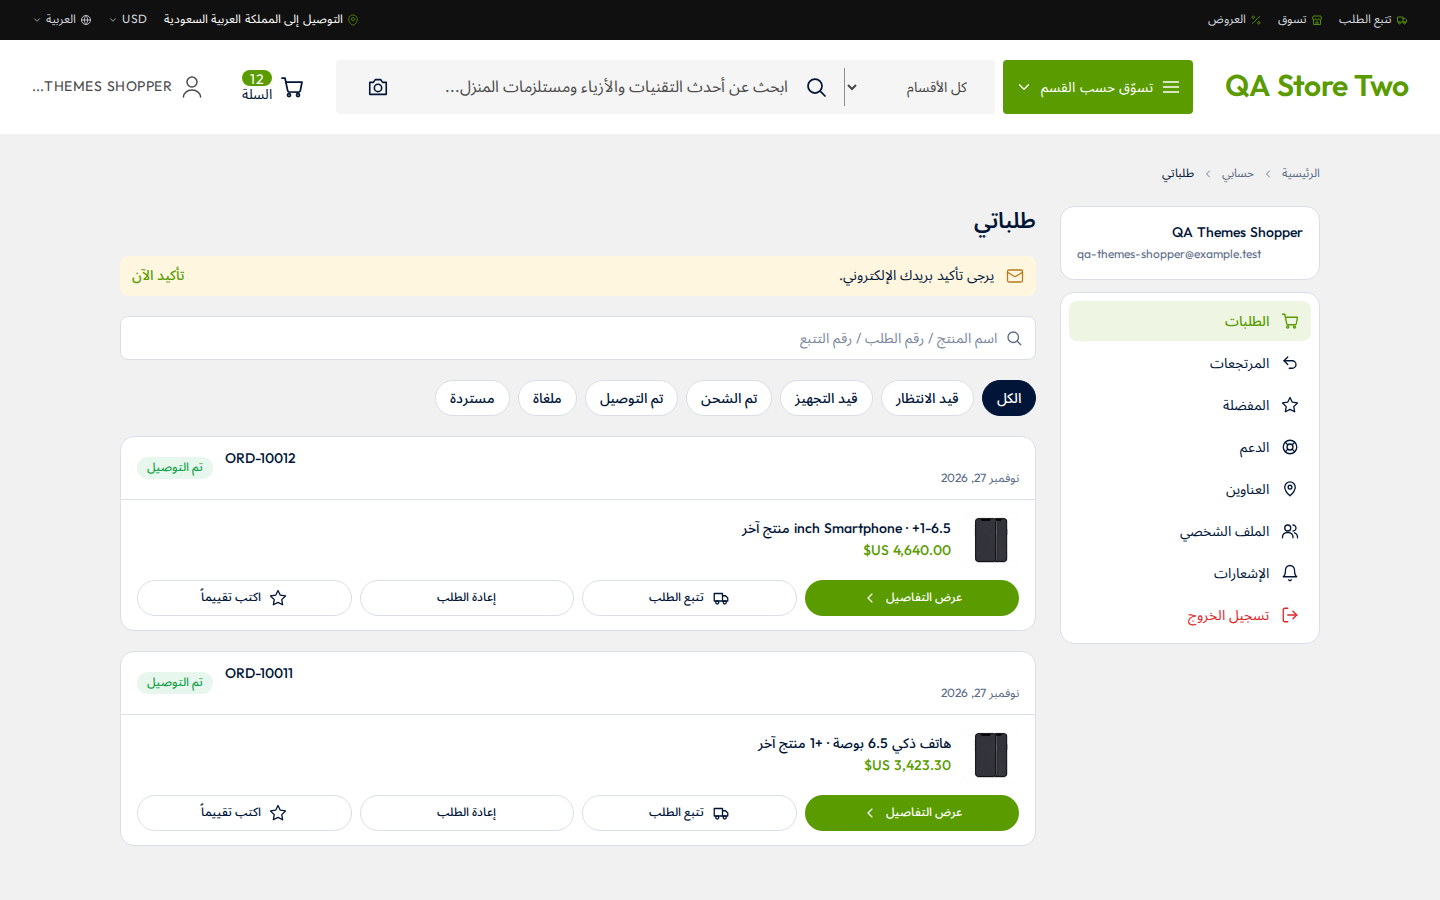 تتبع الطلب
تسوق
العروض
التوصيل إلى المملكة العربية السعودية
USD
العربية
QA Store Two
تسوّق حسب القسم
كل الأقسام
ابحث عن أحدث التقنيات والأزياء ومستلزمات المنزل...
12
السلة
THEMES SHOPPER...
الرئيسية
حسابي
طلباتي
QA Themes Shopper
qa-themes-shopper@example.test
الطلبات
المرتجعات
المفضلة
الدعم
العناوين
الملف الشخصي
الإشعارات
تسجيل الخروج
طلباتي
يرجى تأكيد بريدك الإلكتروني.
تأكيد الآن
اسم المنتج / رقم الطلب / رقم التتبع
الكل
قيد الانتظار
قيد التجهيز
تم الشحن
تم التوصيل
ملغاة
مستردة
ORD-10012
تم التوصيل
نوفمبر 27, 2026
6.5-inch Smartphone · +1 منتج آخر
4,640.00 US$
عرض التفاصيل
تتبع الطلب
إعادة الطلب
اكتب تقييماً
ORD-10011
تم التوصيل
نوفمبر 27, 2026
هاتف ذكي 6.5 بوصة · +1 منتج آخر
3,423.30 US$
عرض التفاصيل
تتبع الطلب
إعادة الطلب
اكتب تقييماً